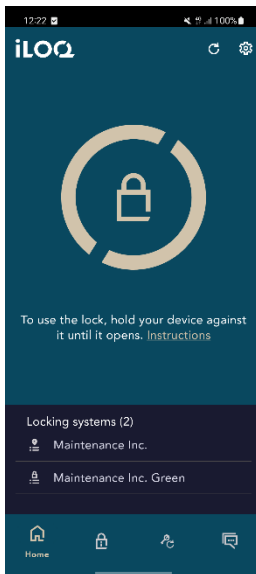 12:22 100%
iLOQ
To use the lock, hold your device against
it until it opens. Instructions
Locking systems (2)
Maintenance Inc.
Maintenance Inc. Green
Home